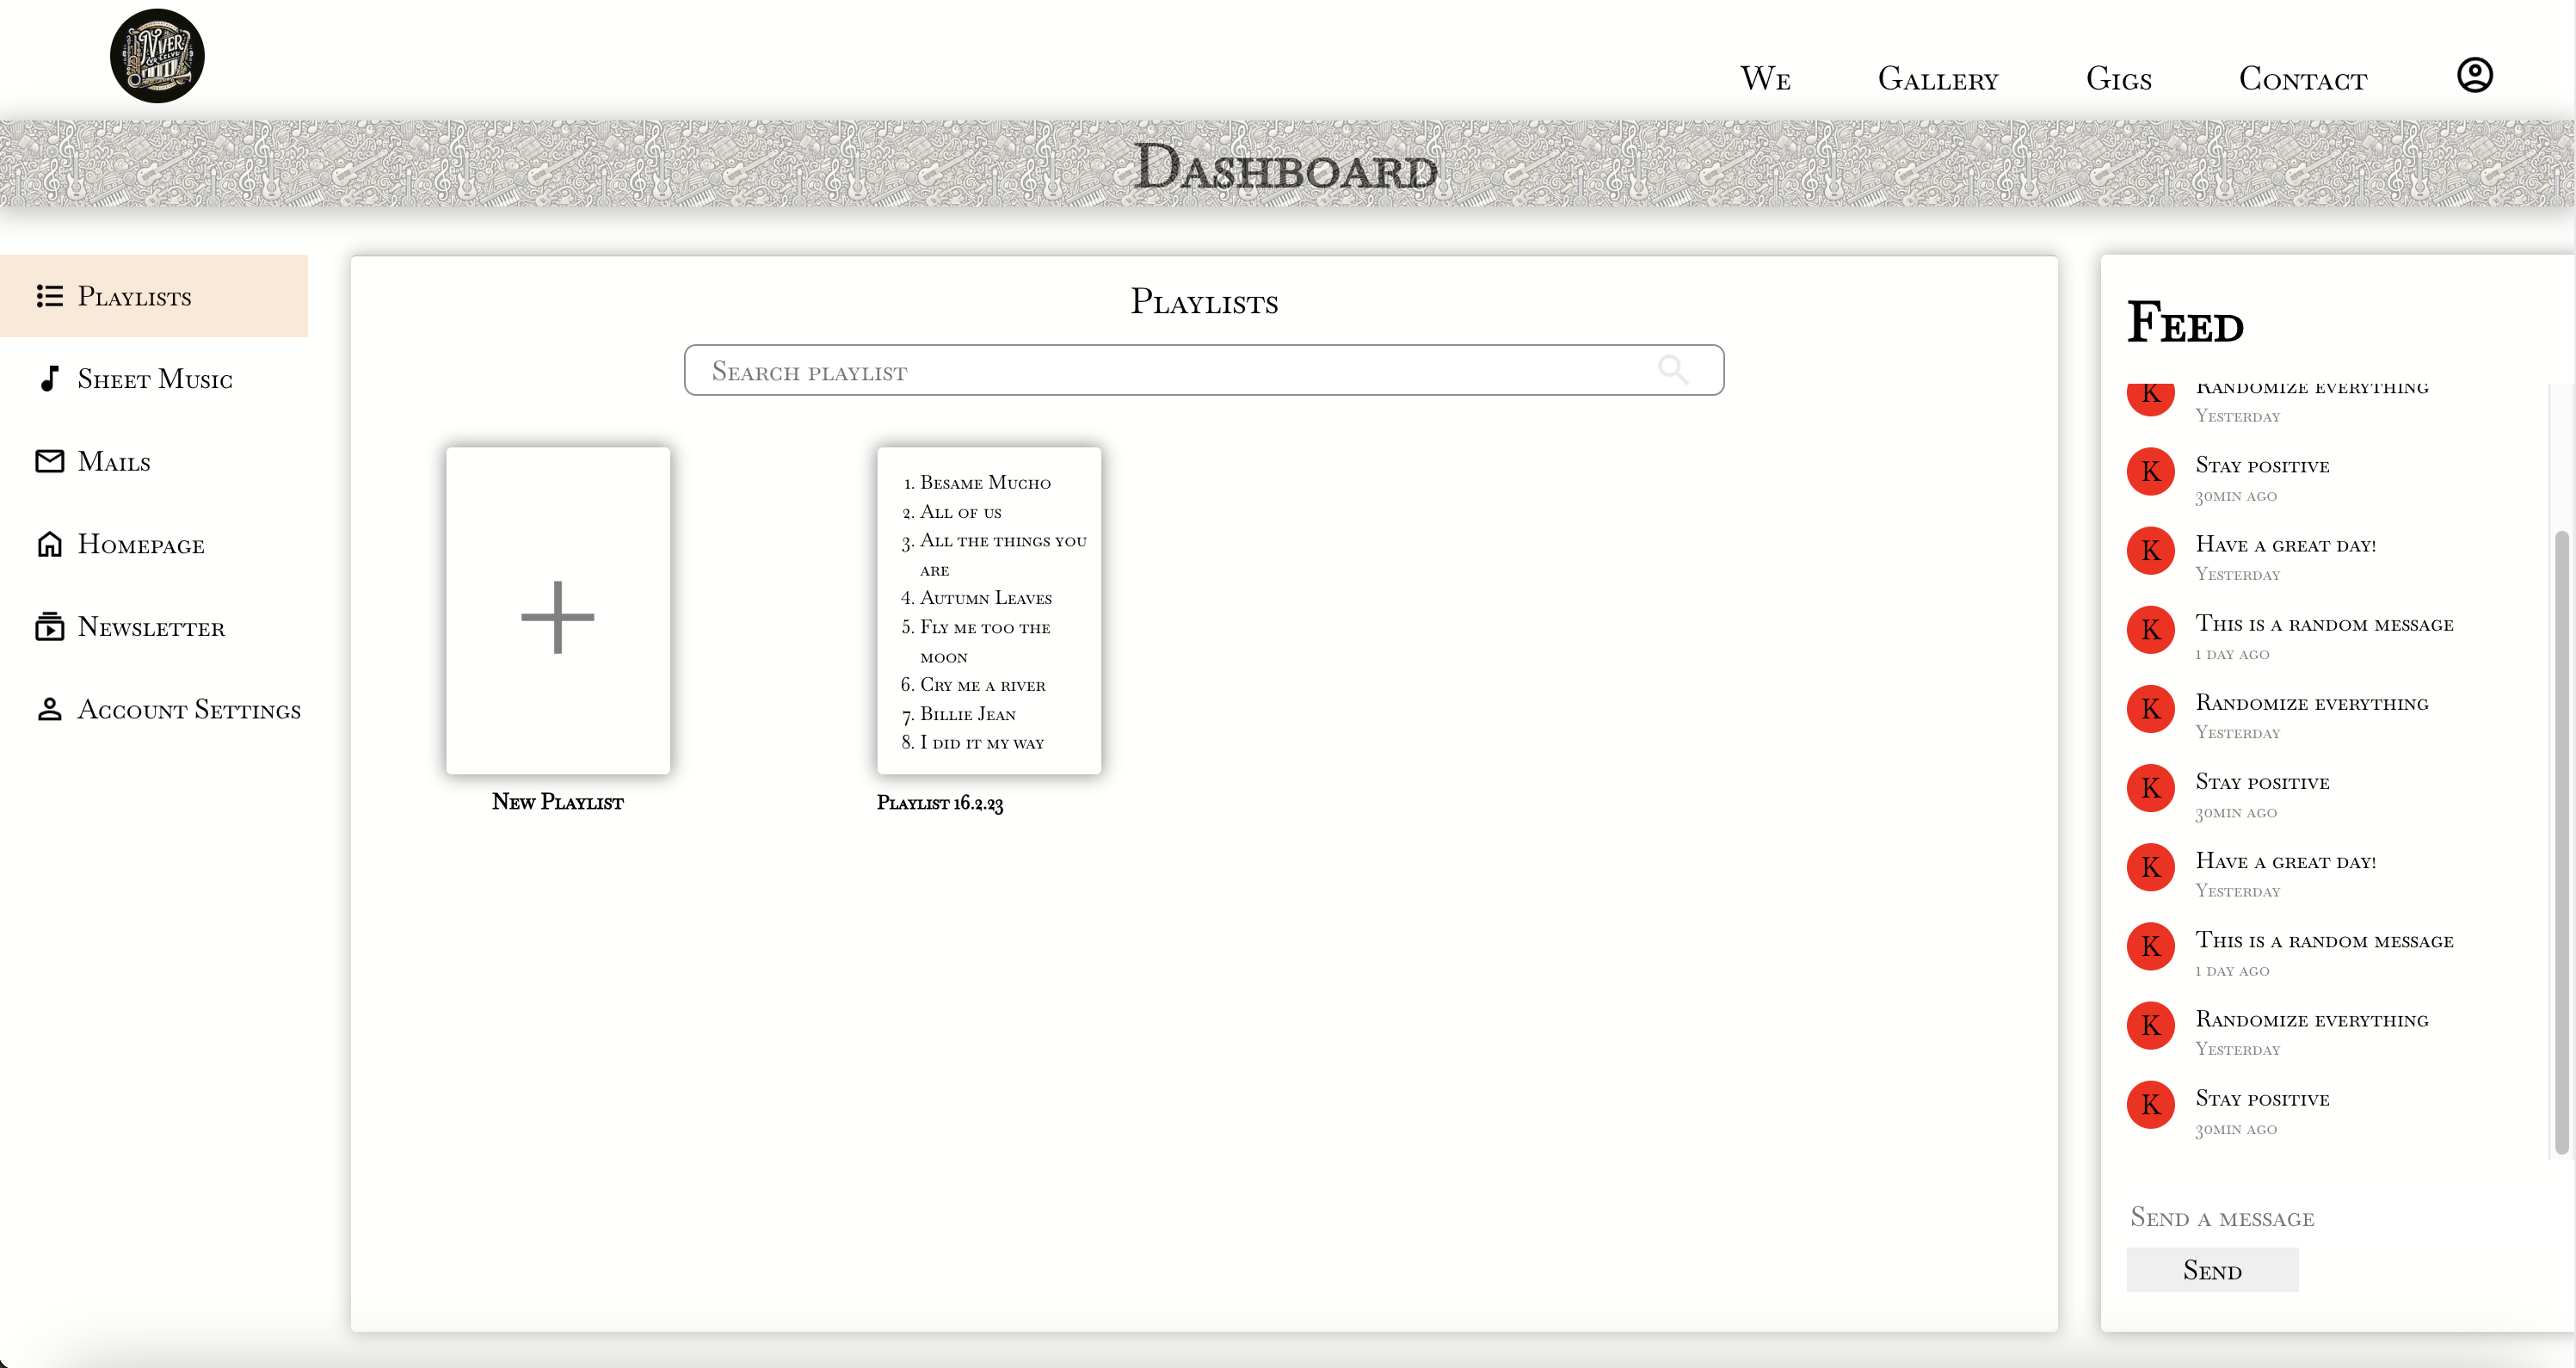 We
Gallery
Gigs
Contact
Dashboard
Playlists
Sheet Music
Mails
Homepage
Newsletter
Account Settings
Playlists
Search playlist
New Playlist
1. Besame Mucho
2. All of us
3. All the things you
are
4. Autumn Leaves
5. Fly me too the
moon
6. Cry me a river
7. Billie Jean
8. I did it my way
Playlist 16.2.23
Feed
K
Randomize everything
Yesterday
K
Stay positive
30min ago
K
Have a great day!
Yesterday
K
This is a random message
1 day ago
K
Randomize everything
Yesterday
K
Stay positive
30min ago
K
Have a great day!
Yesterday
K
This is a random message
1 day ago
K
Randomize everything
Yesterday
K
Stay positive
30min ago
Send a message
Send